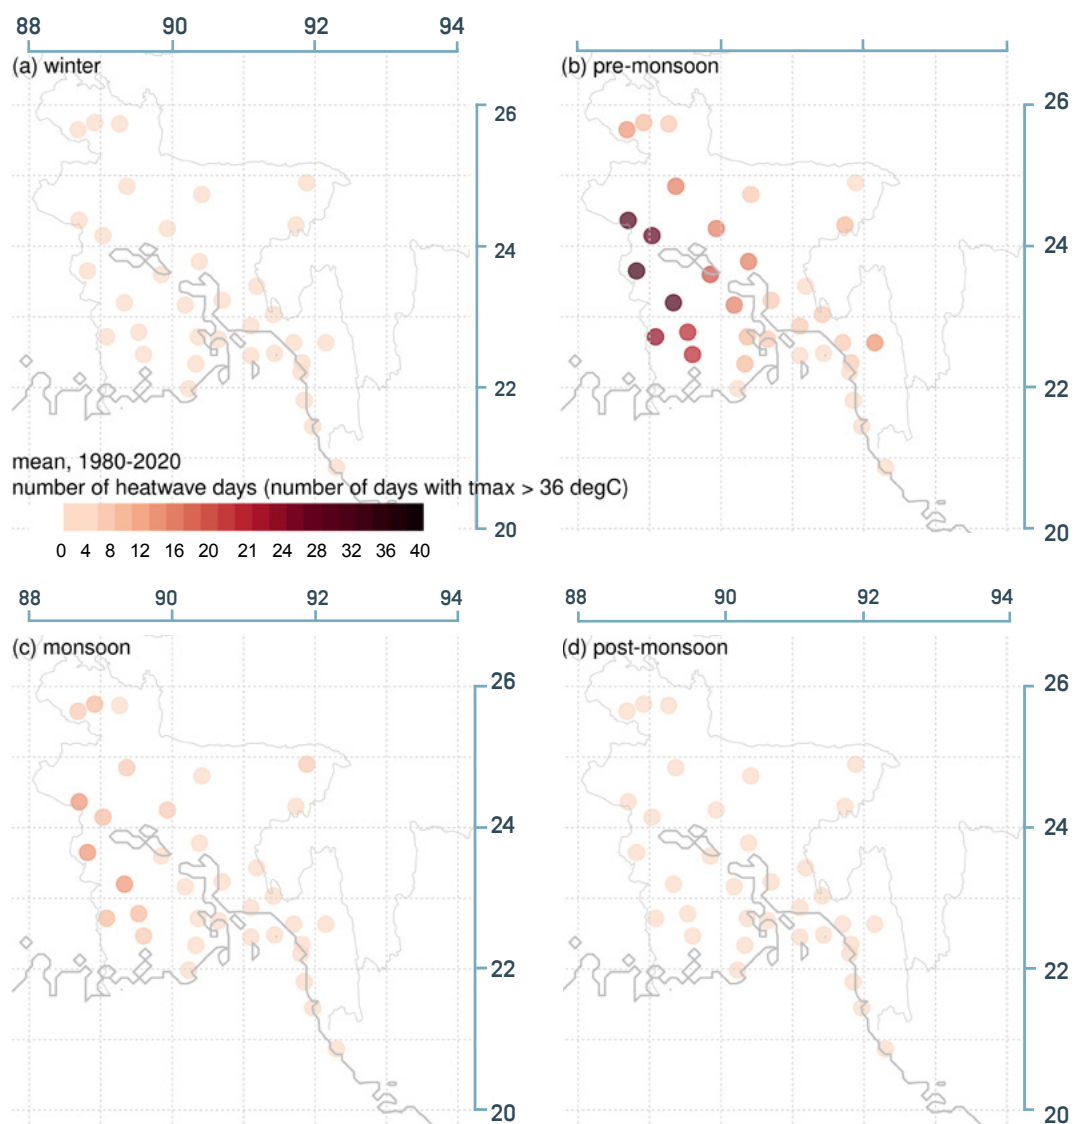 88 90 92 94
(a) winter
(b) pre-monsoon
26
26
24
24
22
22
mean, 1980-2020
number of heatwave days (number of days with tmax > 36 degC)
20
20
0 4 8 12 16 20 21 24 28 32 36 40
88 90 92 94
88 90 92 94
(c) monsoon
(d) post-monsoon
26
26
24
24
22
22
20
20